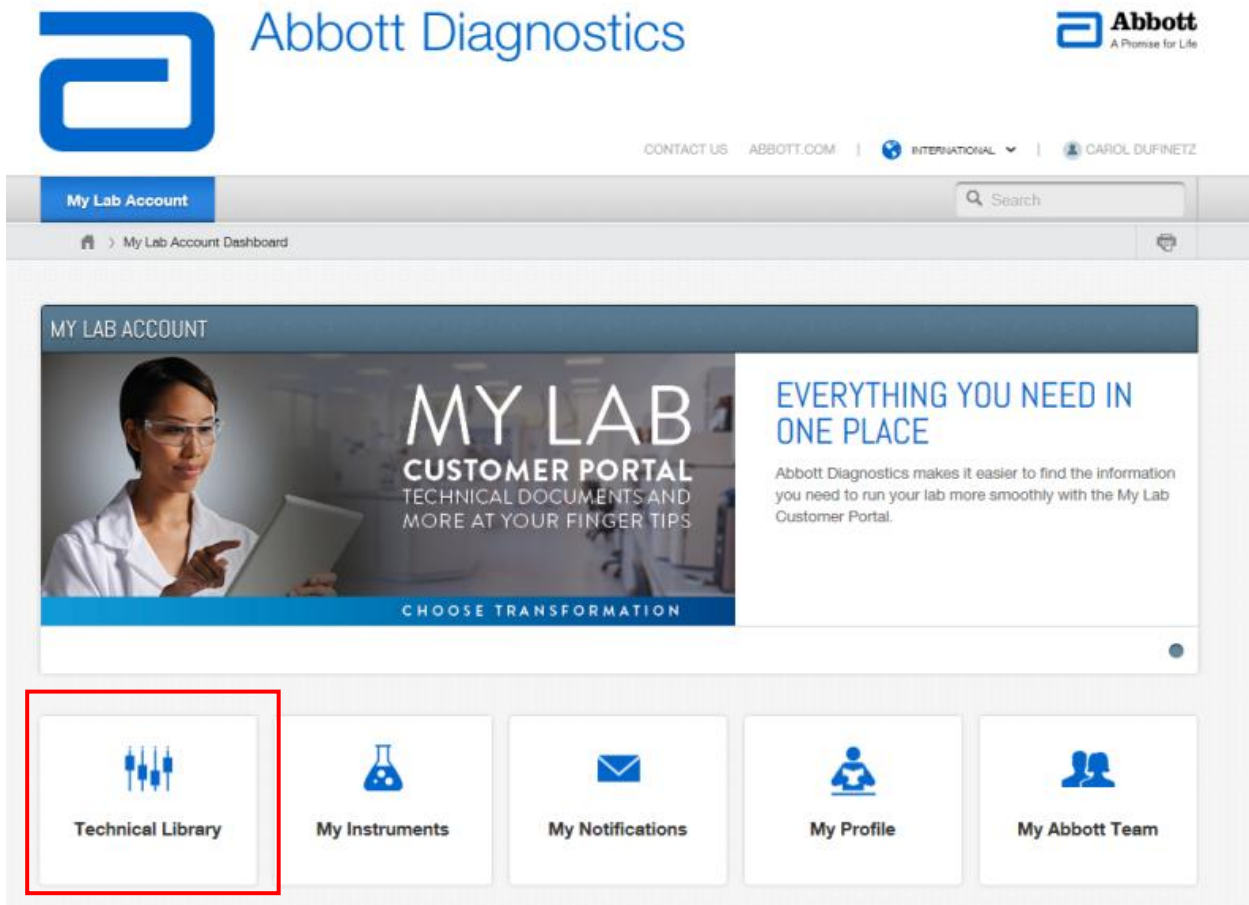 Abbott Diagnostics
Abbott
A Promise for Life
CONTACT US ABBOTT.COM | INTERNATIONAL | CAROL DUFINETZ
My Lab Account
Search
My Lab Account Dashboard
MY LAB ACCOUNT
MY LAB
CUSTOMER PORTAL
TECHNICAL DOCUMENTS AND
MORE AT YOUR FINGER TIPS
CHOOSE TRANSFORMATION
EVERYTHING YOU NEED IN
ONE PLACE
Abbott Diagnostics makes it easier to find the information
you need to run your lab more smoothly with the My Lab
Customer Portal.
Technical Library
My Instruments
My Notifications
My Profile
My Abbott Team